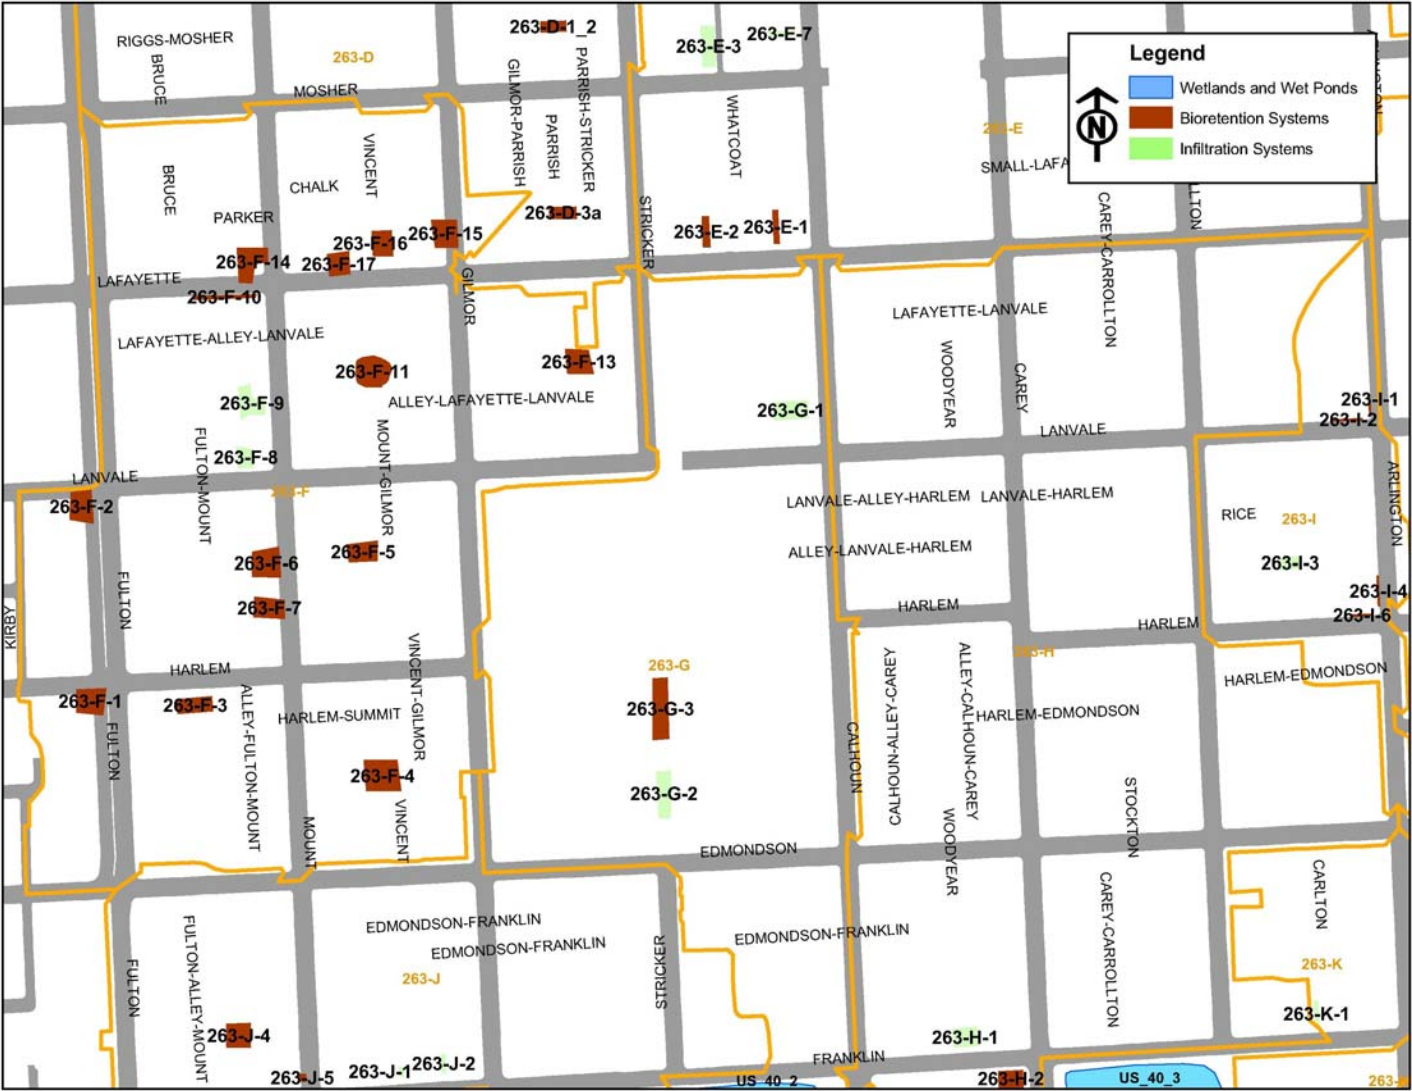 263-D-1_2
263-E-7
263-E-3
RIGGS-MOSHER
BRUCE
263-D
MOSHER
GILMOR-PARRISH
PARRISH
PARRISH-STRICKER
WHATCOAT
263-E
SMALL-LAFA
Legend
Wetlands and Wet Ponds
Bioretention Systems
Infiltration Systems
N
BRUCE
CHALK
VINCENT
PARKER
263-D-3a
STRICKER
263-E-2
263-E-1
CAREY-CARROLLTON
LLTON
263-F-15
263-F-16
263-F-17
263-F-14
LAFAYETTE
263-F-10
GILMOR
LAFAYETTE-ALLEY-LANVALE
LAFAYETTE-LANVALE
263-F-11
263-F-13
WOODYEAR
CAREY
ALLEY-LAFAYETTE-LANVALE
263-F-9
263-G-1
263-I-1
263-I-2
LANVALE
263-F-8
FULTON-MOUNT
MOUNT-GILMOR
ARLINGTON
LANVALE
263-F
263-F-2
LANVALE-ALLEY-HARLEM
LANVALE-HARLEM
RICE
263-I
263-F-5
ALLEY-LANVALE-HARLEM
263-F-6
263-I-3
263-I-4
263-F-7
FULTON
KIRBY
HARLEM
263-I-6
HARLEM
263-H
263-G
HARLEM
VINCENT-GILMOR
HARLEM-EDMONDSON
263-F-1
263-F-3
ALLEY-FULTON-MOUNT
HARLEM-SUMMIT
263-G-3
CALHOUN
CALHOUN-ALLEY-CAREY
ALLEY-CALHOUN-CAREY
HARLEM-EDMONDSON
FULTON
263-F-4
263-G-2
STOCKTON
VINCENT
MOUNT
WOODYEAR
EDMONDSON
CARLTON
CAREY-CARROLLTON
EDMONDSON-FRANKLIN
EDMONDSON-FRANKLIN
EDMONDSON-FRANKLIN
FULTON-ALLEY-MOUNT
FULTON
STRICKER
263-J
263-K
263-K-1
263-J-4
263-H-1
263-J-5
263-J-1
263-J-2
FRANKLIN
US_40_2
263-H-2
US_40_3